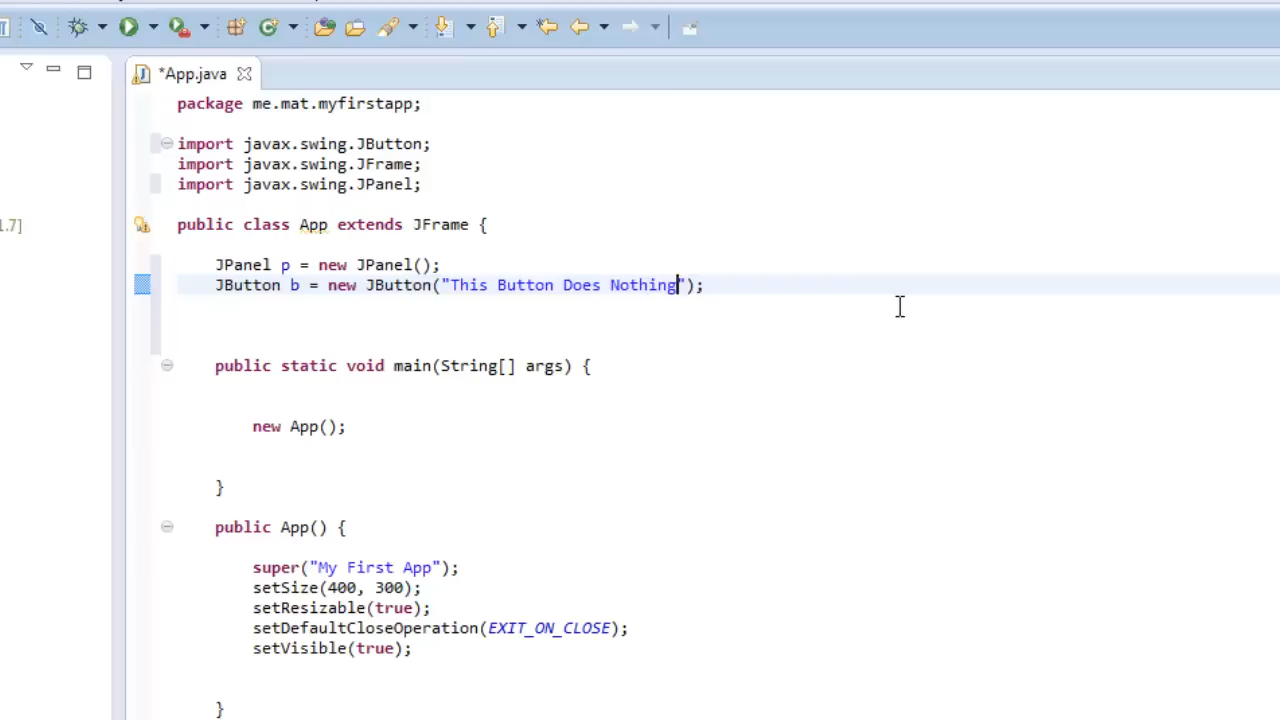 *App.java
package me.mat.myfirstapp;
import javax.swing.JButton;
import javax.swing.JFrame;
import javax.swing.JPanel;
1.7]
public class App extends JFrame {
JPanel p = new JPanel();
JButton b = new JButton("This Button Does Nothing");
public static void main(String[] args) {
new App();
}
public App() {
super("My First App");
setSize(400, 300);
setResizable(true);
setDefaultCloseOperation(EXIT_ON_CLOSE);
setVisible(true);
}